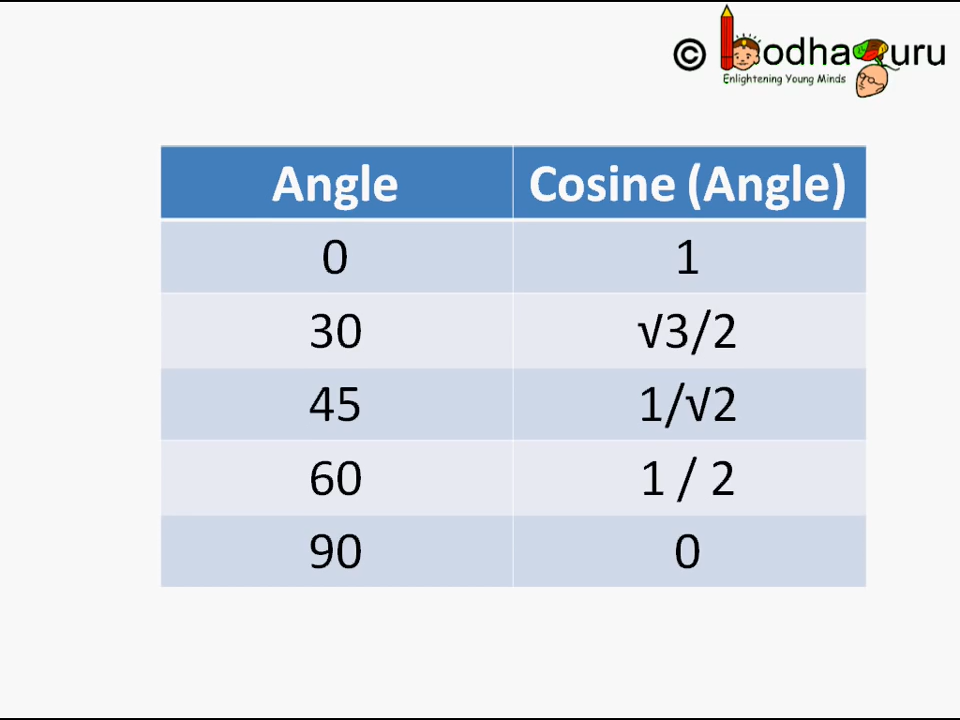 © BodhaGuru
Enlightening Young Minds
Angle Cosine (Angle)
0 1
30 √3/2
45 1/√2
60 1 / 2
90 0